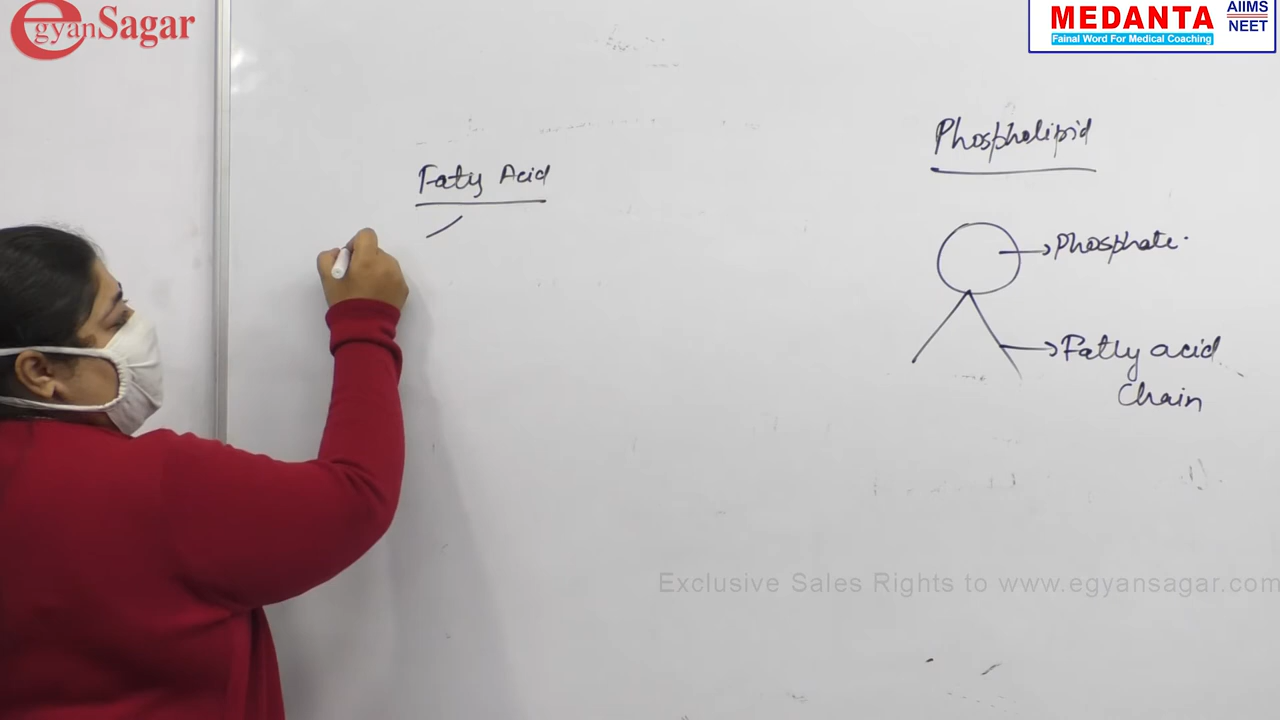 egyanSagar
MEDANTA
Fainal Word For Medical Coaching
AIIMS
NEET
Phospholipid
Faty Acid
Phosphate.
Fatty acid
Chain
Exclusive Sales Rights to www.egyansagar.com